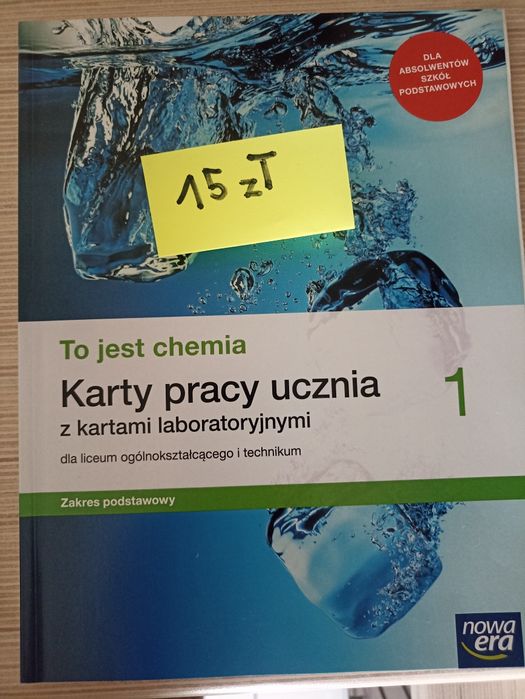 DLA
ABSOLWENTÓW
SZKÓŁ
PODSTAWOWYCH
15 zł
To jest chemia
Karty pracy ucznia 1
z kartami laboratoryjnymi
dla liceum ogólnokształcącego i technikum
Zakres podstawowy
nowa
era